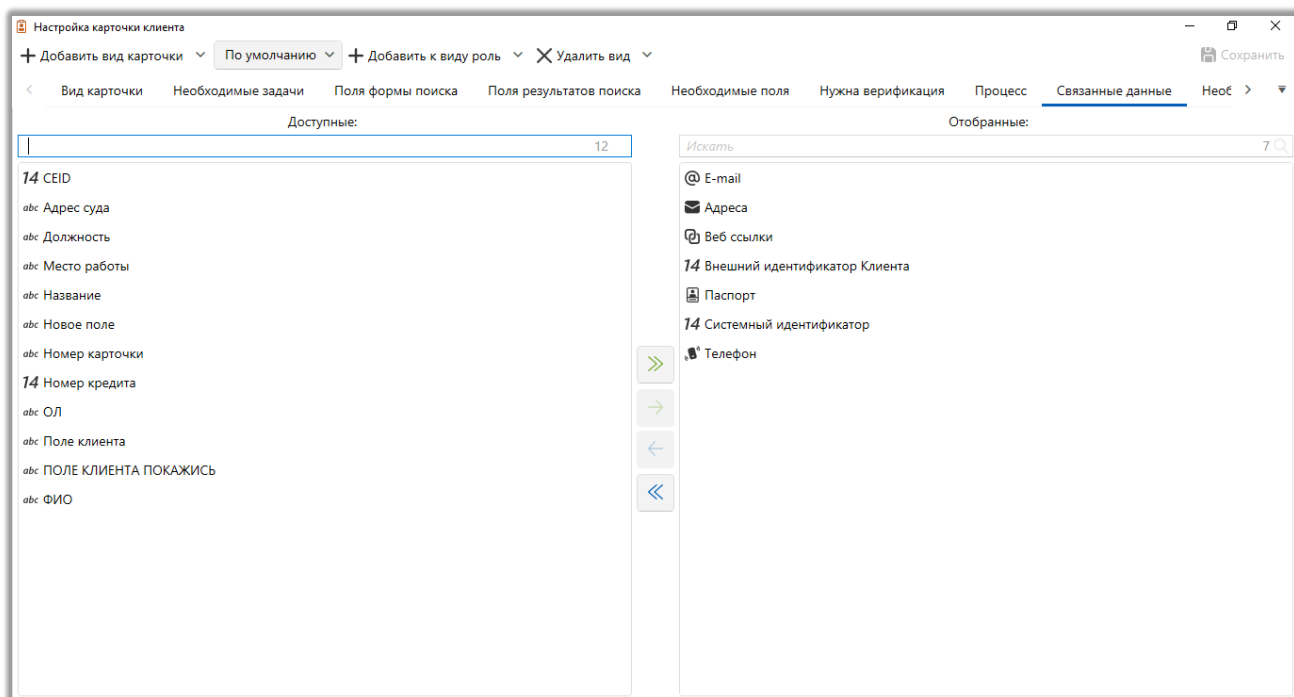 Настройка карточки клиента
Добавить вид карточки По умолчанию Добавить к виду роль Удалить вид Сохранить
Вид карточки Необходимые задачи Поля формы поиска Поля результатов поиска Необходимые поля Нужна верификация Процесс Связанные данные Необ
Доступные:
12
14 CEID
abc Адрес суда
abc Должность
abc Место работы
abc Название
abc Новое поле
abc Номер карточки
14 Номер кредита
abc ОЛ
abc Поле клиента
abc ПОЛЕ КЛИЕНТА ПОКАЖИСЬ
abc ФИО
Отобранные:
Искать 7
@ E-mail
Адреса
Веб ссылки
14 Внешний идентификатор Клиента
Паспорт
14 Системный идентификатор
Телефон